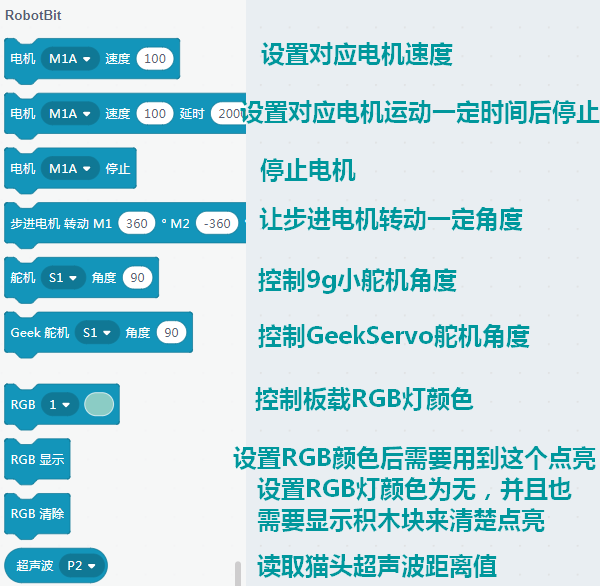 RobotBit
电机 M1A 速度 100 设置对应电机速度
电机 M1A 速度 100 延时 200 设置对应电机运动一定时间后停止
电机 M1A 停止 停止电机
步进电机 转动 M1 360 ° M2 -360 ° 让步进电机转动一定角度
舵机 S1 角度 90 控制9g小舵机角度
Geek 舵机 S1 角度 90 控制GeekServo舵机角度
RGB 1 控制板载RGB灯颜色
RGB 显示 设置RGB颜色后需要用到这个点亮
设置RGB灯颜色为无，并且也
RGB 清除 需要显示积木块来清楚点亮
超声波 P2 读取猫头超声波距离值